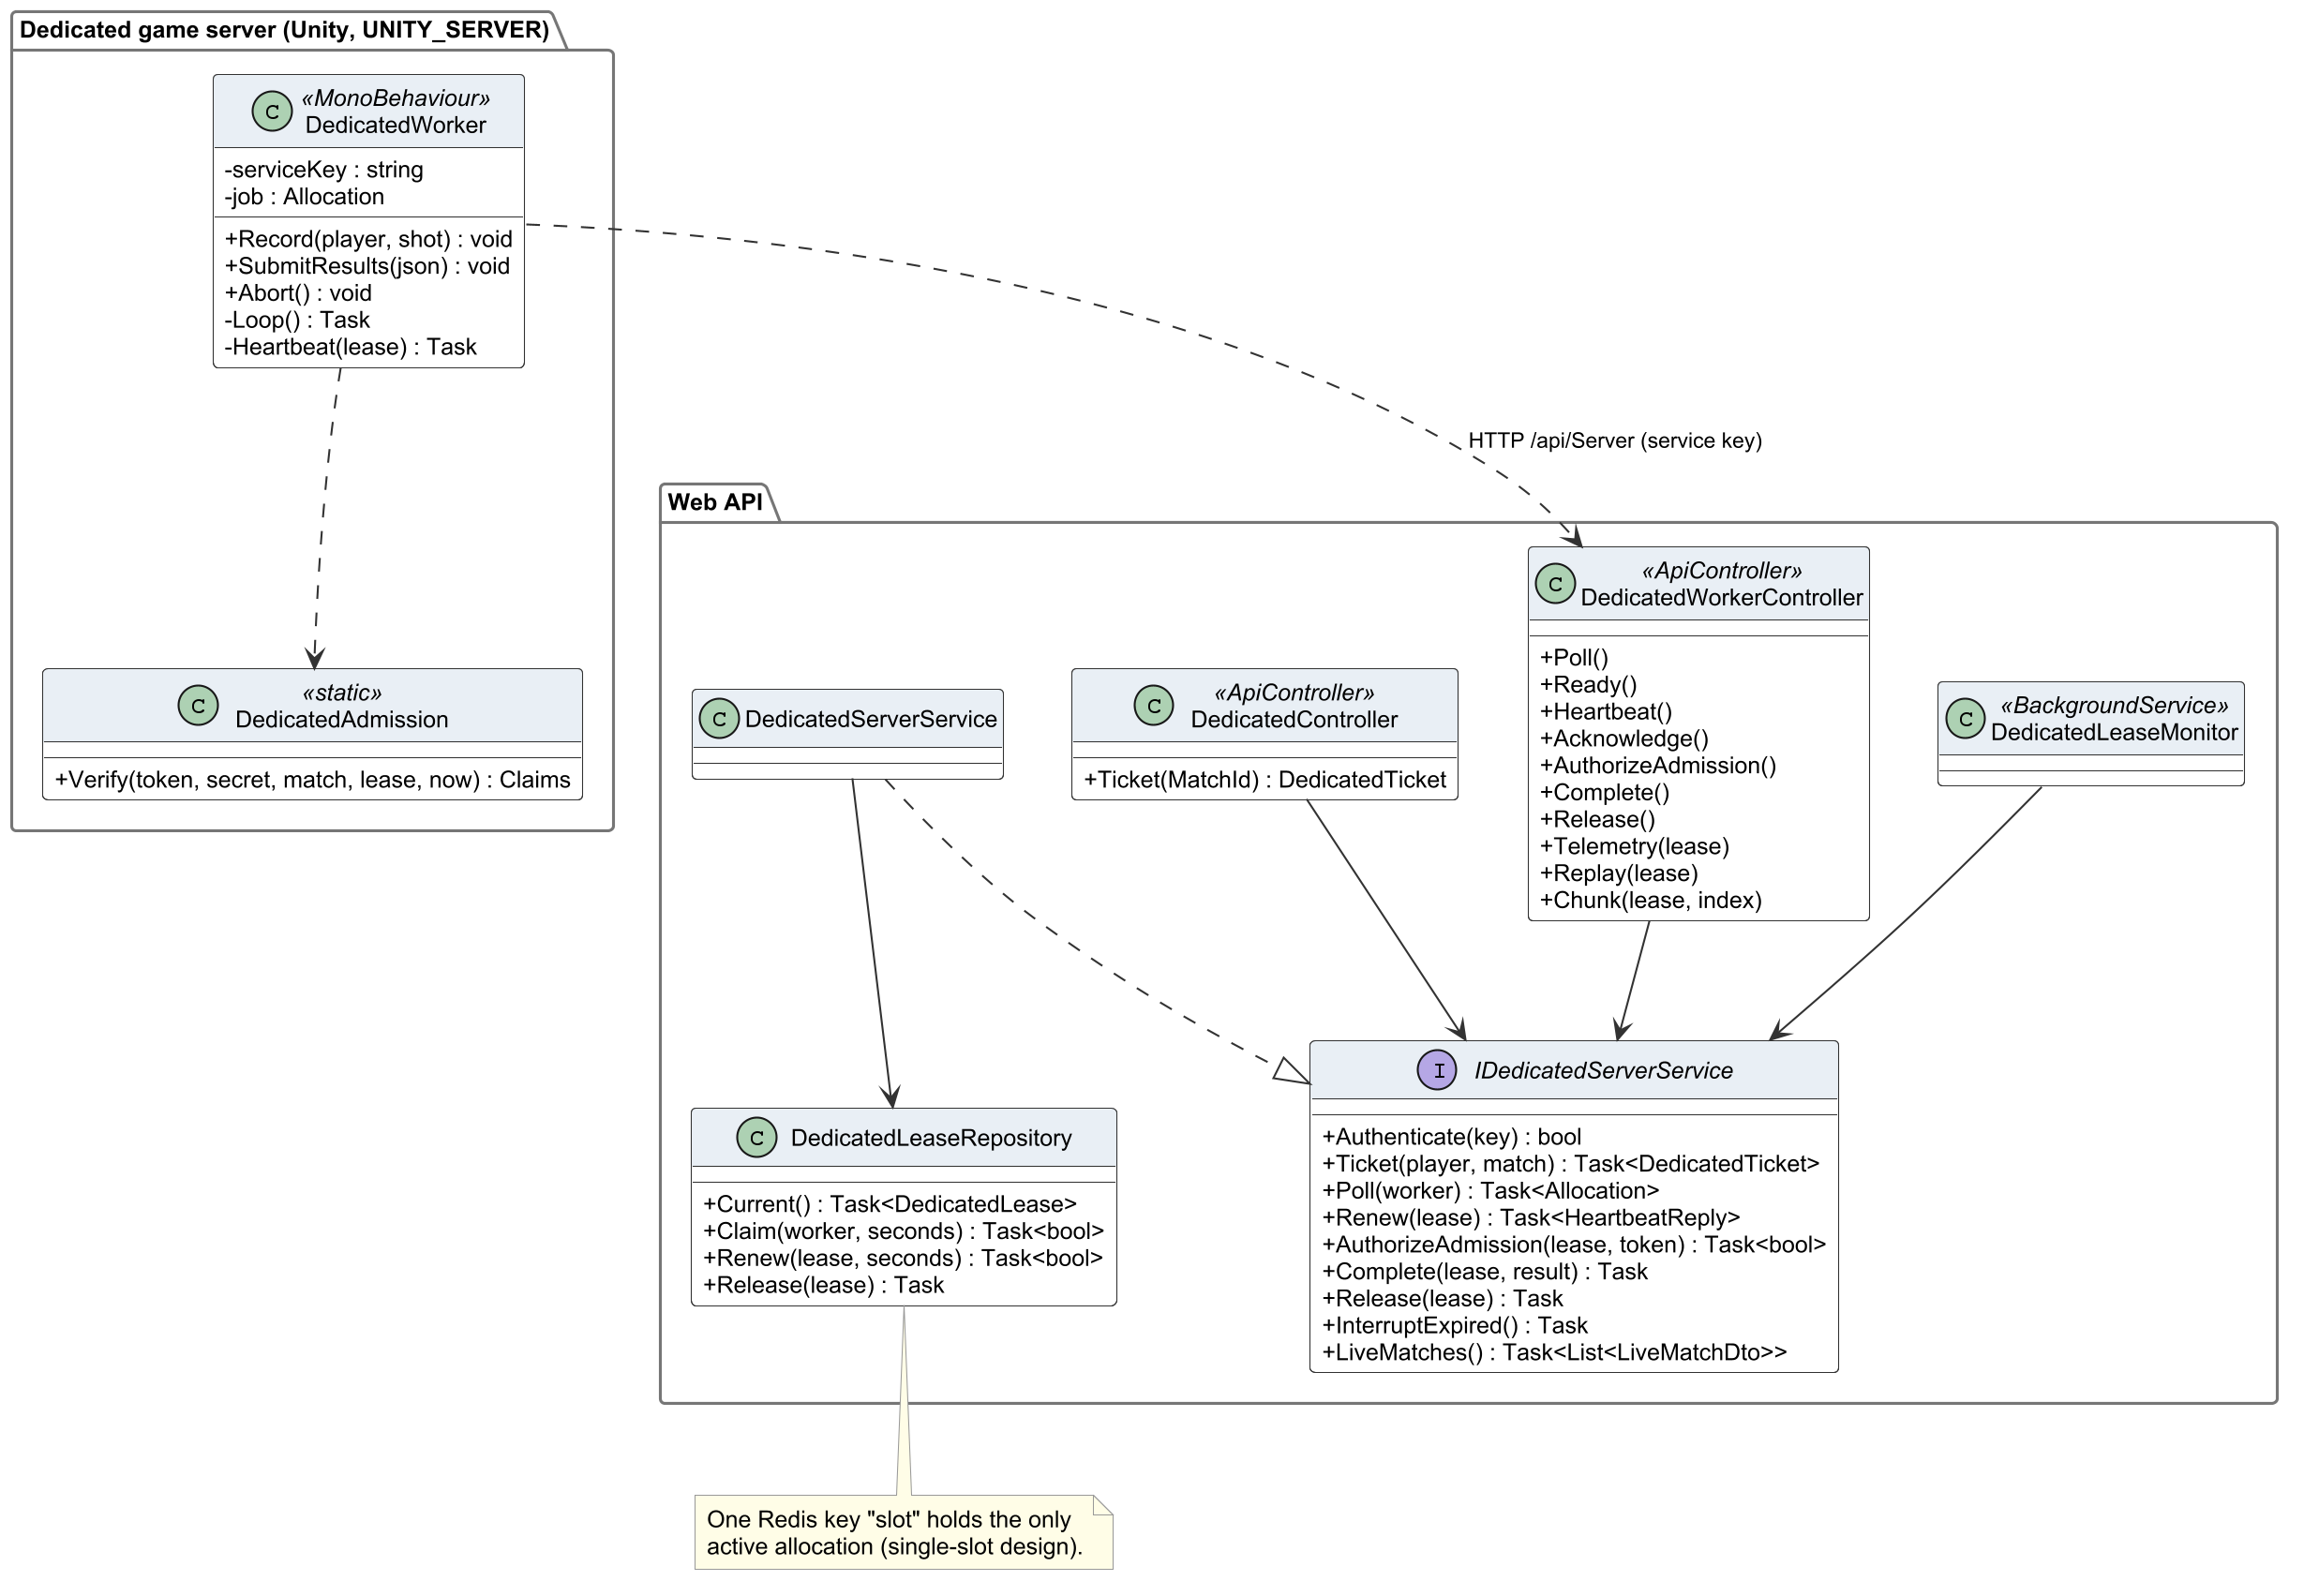 Dedicated game server (Unity, UNITY_SERVER)
C
«MonoBehaviour»
DedicatedWorker
-serviceKey : string
-job : Allocation
+Record(player, shot) : void
+SubmitResults(json) : void
+Abort() : void
-Loop() : Task
-Heartbeat(lease) : Task
C
«static»
DedicatedAdmission
+Verify(token, secret, match, lease, now) : Claims
HTTP /api/Server (service key)
Web API
C
DedicatedServerService
C
«ApiController»
DedicatedController
+Ticket(MatchId) : DedicatedTicket
C
«ApiController»
DedicatedWorkerController
+Poll()
+Ready()
+Heartbeat()
+Acknowledge()
+AuthorizeAdmission()
+Complete()
+Release()
+Telemetry(lease)
+Replay(lease)
+Chunk(lease, index)
C
«BackgroundService»
DedicatedLeaseMonitor
C
DedicatedLeaseRepository
+Current() : Task<DedicatedLease>
+Claim(worker, seconds) : Task<bool>
+Renew(lease, seconds) : Task<bool>
+Release(lease) : Task
I
IDedicatedServerService
+Authenticate(key) : bool
+Ticket(player, match) : Task<DedicatedTicket>
+Poll(worker) : Task<Allocation>
+Renew(lease) : Task<HeartbeatReply>
+AuthorizeAdmission(lease, token) : Task<bool>
+Complete(lease, result) : Task
+Release(lease) : Task
+InterruptExpired() : Task
+LiveMatches() : Task<List<LiveMatchDto>>
One Redis key "slot" holds the only
active allocation (single-slot design).